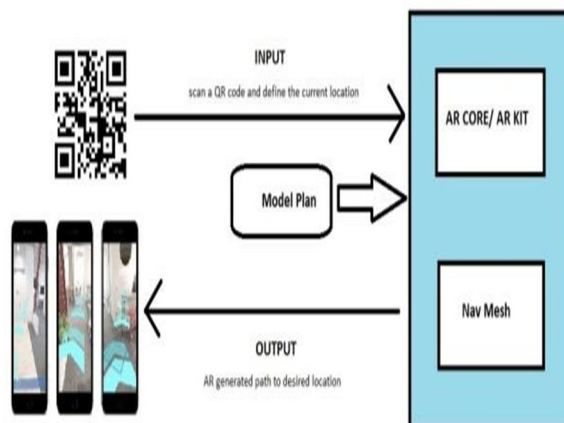 INPUT
scan a QR code and define the current location
AR CORE/ AR KIT
Model Plan
Nav Mesh
OUTPUT
AR generated path to desired location